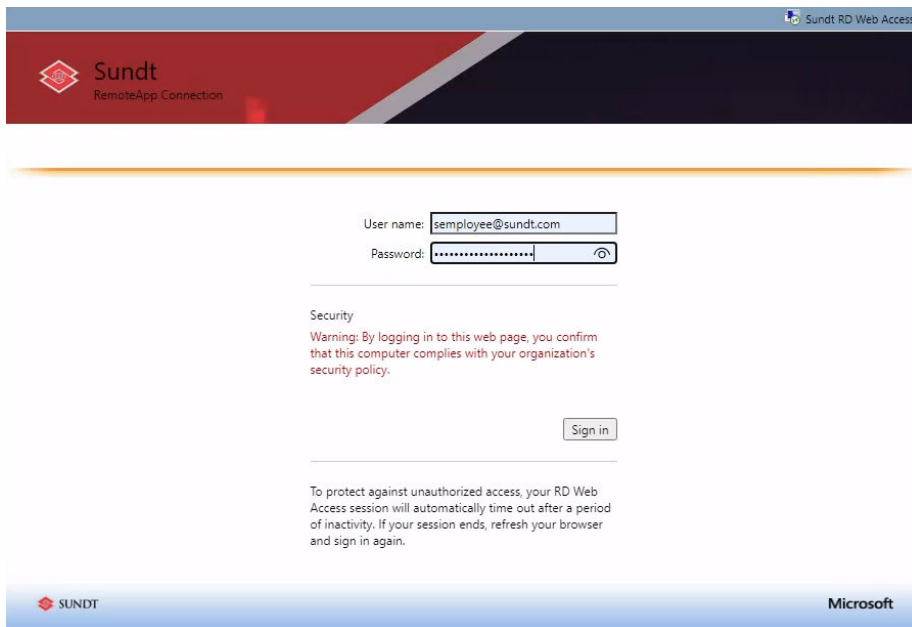 Sundt RD Web Access
Sundt
RemoteApp Connection
User name: semployee@sundt.com
Password: ••••••••••••••••••••
Security
Warning: By logging in to this web page, you confirm
that this computer complies with your organization's
security policy.
Sign in
To protect against unauthorized access, your RD Web
Access session will automatically time out after a period
of inactivity. If your session ends, refresh your browser
and sign in again.
SUNDT
Microsoft